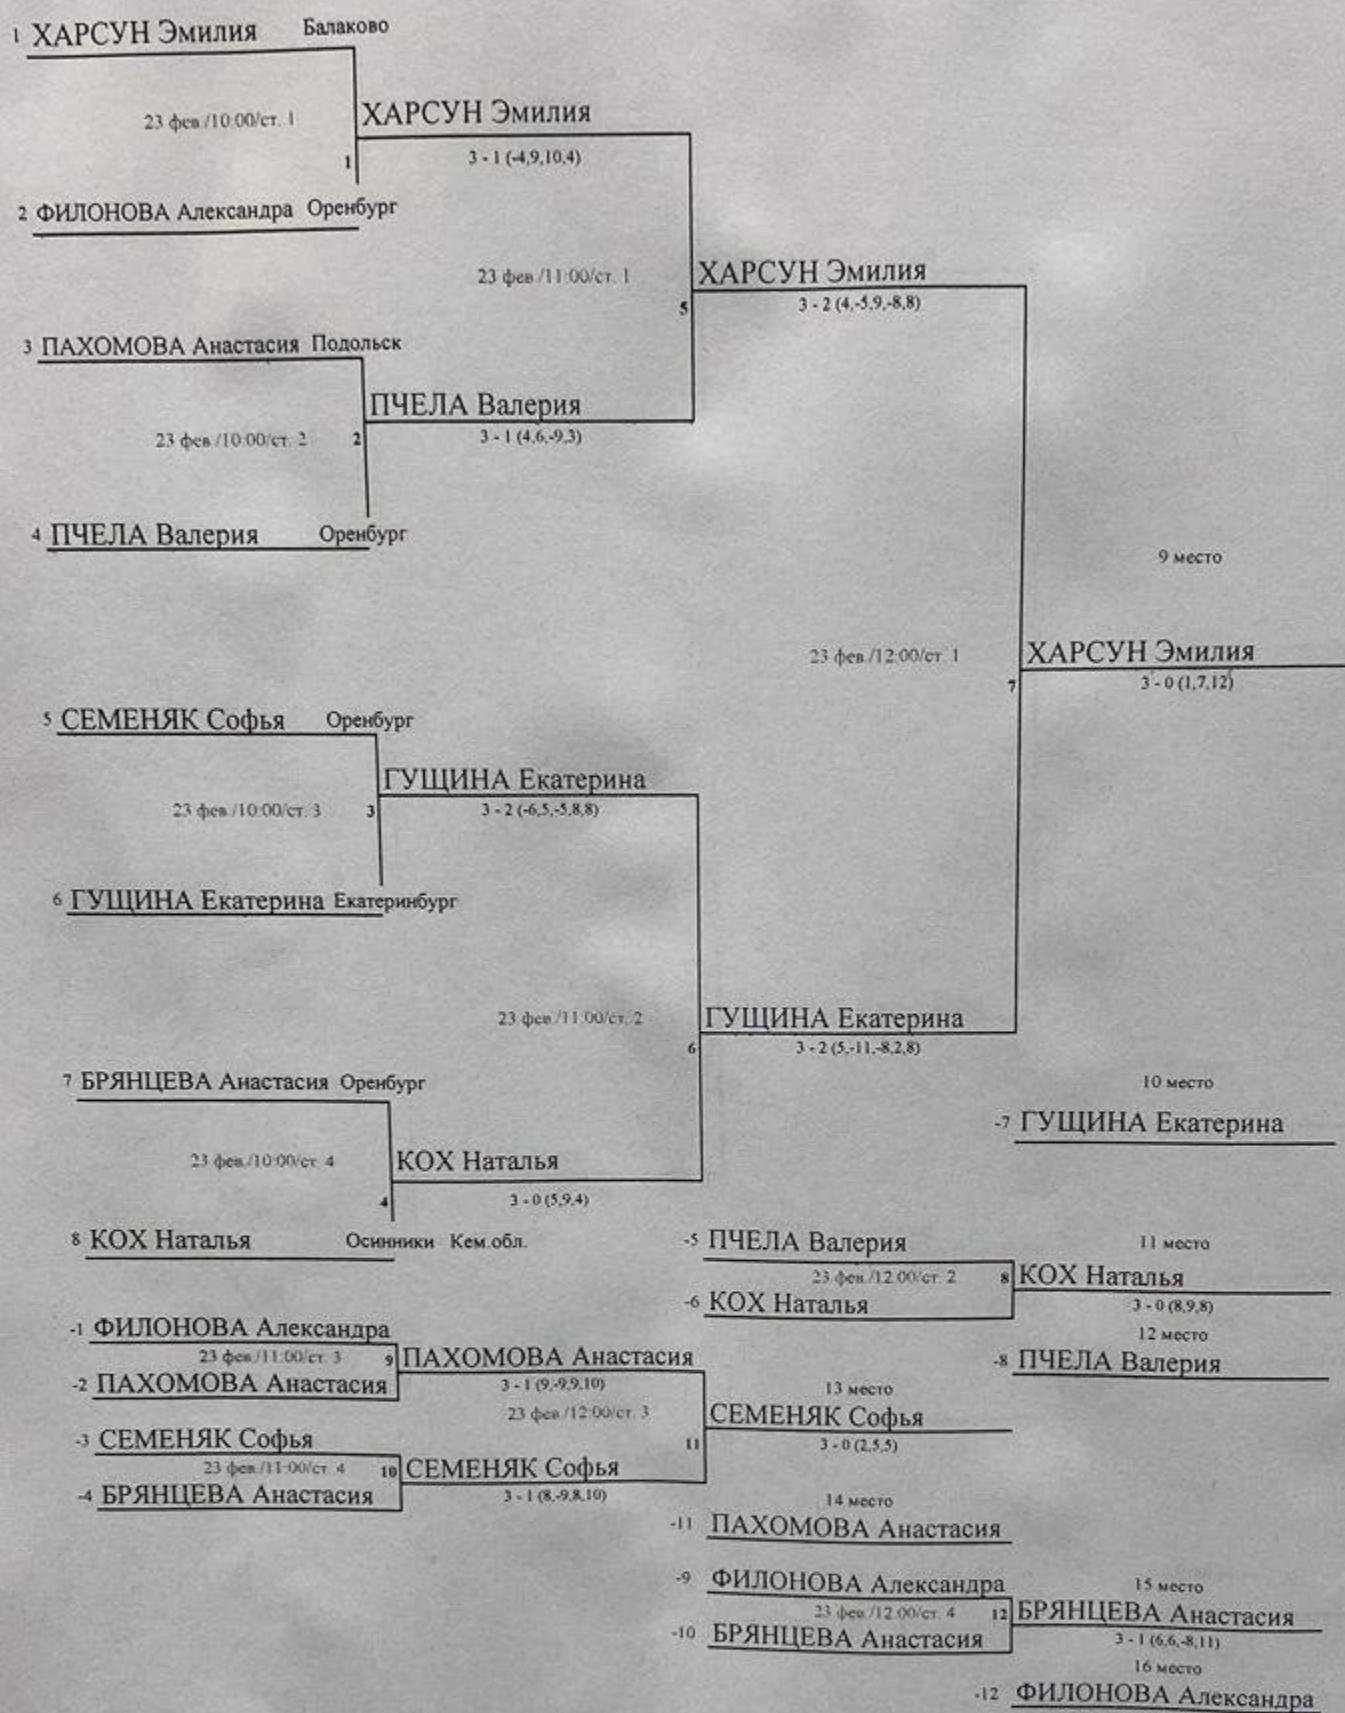 1 ХАРСУН Эмилия Балаково
23 фев./10:00/ст. 1
ХАРСУН Эмилия
1
3 - 1 (-4,9,10,4)
2 ФИЛОНОВА Александра Оренбург
23 фев./11:00/ст. 1
ХАРСУН Эмилия
5
3 - 2 (4,-5,9,-8,8)
3 ПАХОМОВА Анастасия Подольск
ПЧЕЛА Валерия
23 фев./10:00/ст. 2
2
3 - 1 (4,6,-9,3)
4 ПЧЕЛА Валерия Оренбург
9 место
23 фев./12:00/ст. 1
ХАРСУН Эмилия
7
3 - 0 (1,7,12)
5 СЕМЕНЯК Софья Оренбург
ГУЩИНА Екатерина
23 фев./10:00/ст. 3
3
3 - 2 (-6,5,-5,8,8)
6 ГУЩИНА Екатерина Екатеринбург
23 фев./11:00/ст. 2
ГУЩИНА Екатерина
6
3 - 2 (5,-11,-8,2,8)
7 БРЯНЦЕВА Анастасия Оренбург
10 место
-7 ГУЩИНА Екатерина
23 фев./10:00/ст. 4
КОХ Наталья
4
3 - 0 (5,9,4)
8 КОХ Наталья Осинники Кем.обл.
-5 ПЧЕЛА Валерия
11 место
23 фев./12:00/ст. 2
8 КОХ Наталья
-6 КОХ Наталья
3 - 0 (8,9,8)
12 место
-8 ПЧЕЛА Валерия
-1 ФИЛОНОВА Александра
23 фев./11:00/ст. 3
9 ПАХОМОВА Анастасия
-2 ПАХОМОВА Анастасия
3 - 1 (9,-9,9,10)
13 место
23 фев./12:00/ст. 3
СЕМЕНЯК Софья
11
3 - 0 (2,5,5)
-3 СЕМЕНЯК Софья
23 фев./11:00/ст. 4
10 СЕМЕНЯК Софья
-4 БРЯНЦЕВА Анастасия
3 - 1 (8,-9,8,10)
14 место
-11 ПАХОМОВА Анастасия
-9 ФИЛОНОВА Александра
15 место
23 фев./12:00/ст. 4
12 БРЯНЦЕВА Анастасия
-10 БРЯНЦЕВА Анастасия
3 - 1 (6,6,-8,11)
16 место
-12 ФИЛОНОВА Александра